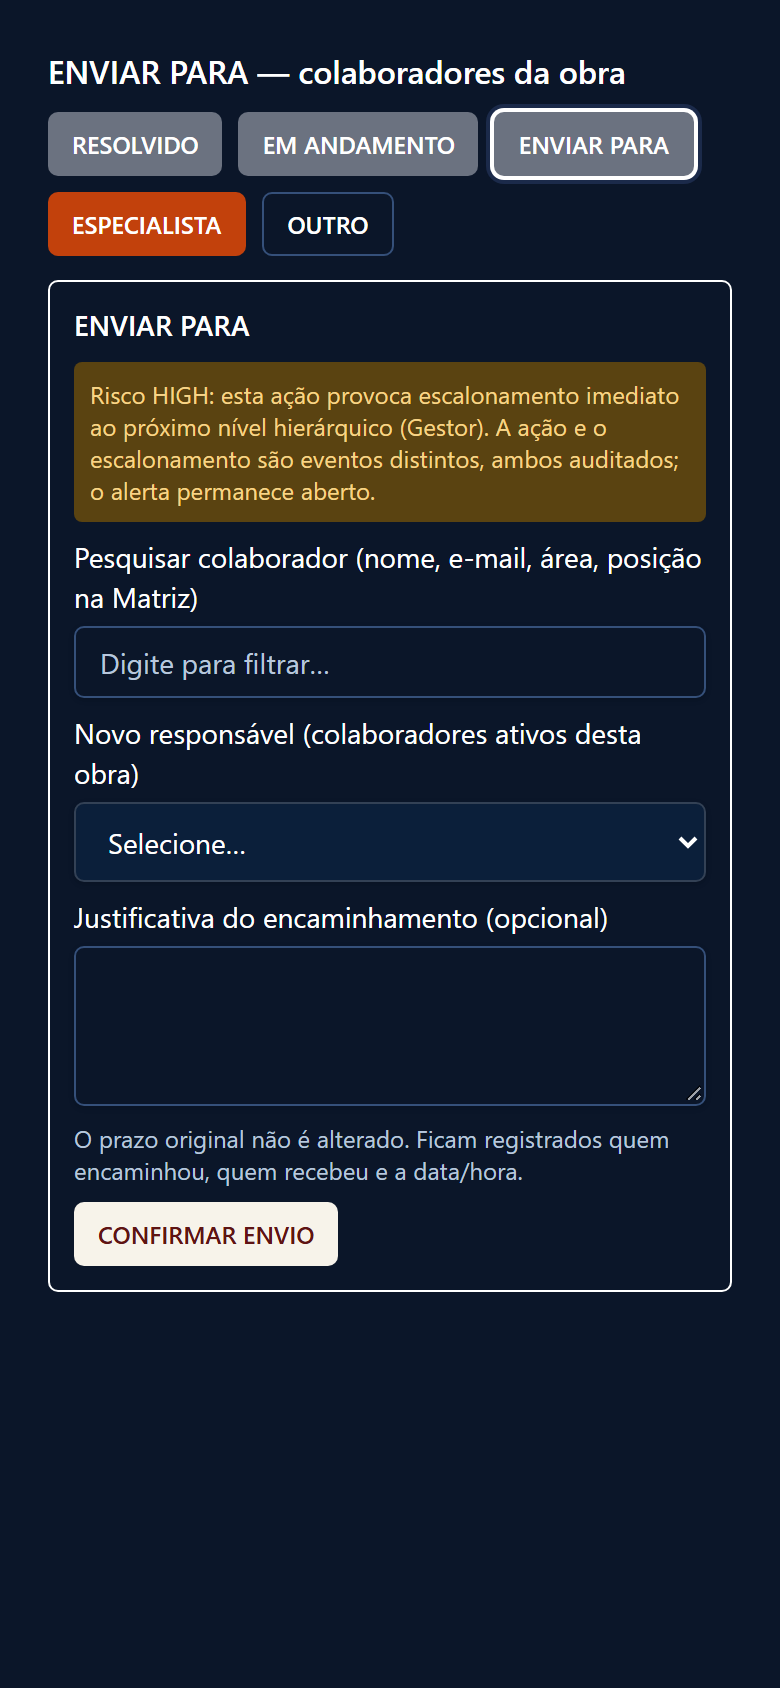 ENVIAR PARA — colaboradores da obra
RESOLVIDO
EM ANDAMENTO
ENVIAR PARA
ESPECIALISTA
OUTRO
ENVIAR PARA
Risco HIGH: esta ação provoca escalonamento imediato
ao próximo nível hierárquico (Gestor). A ação e o
escalonamento são eventos distintos, ambos auditados;
o alerta permanece aberto.
Pesquisar colaborador (nome, e-mail, área, posição
na Matriz)
Digite para filtrar...
Novo responsável (colaboradores ativos desta
obra)
Selecione...
Justificativa do encaminhamento (opcional)
O prazo original não é alterado. Ficam registrados quem
encaminhou, quem recebeu e a data/hora.
CONFIRMAR ENVIO